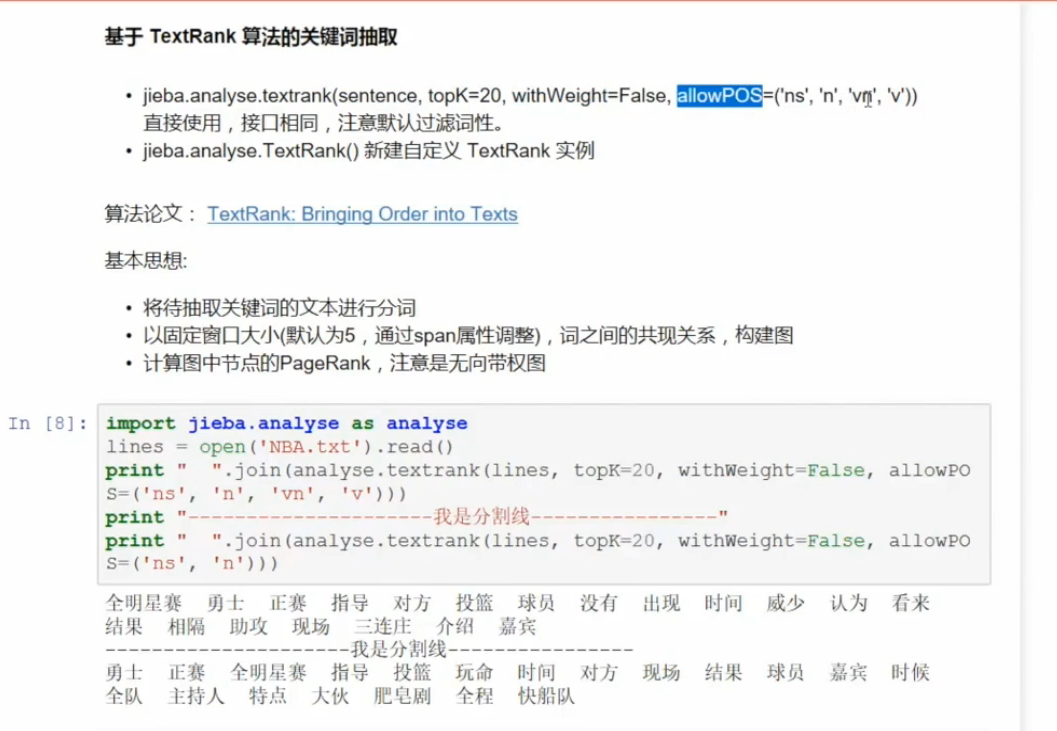 基于 TextRank 算法的关键词抽取
• jieba.analyse.textrank(sentence, topK=20, withWeight=False, allowPOS=('ns', 'n', 'vn', 'v'))
直接使用，接口相同，注意默认过滤词性。
• jieba.analyse.TextRank() 新建自定义 TextRank 实例
算法论文： TextRank: Bringing Order into Texts
基本思想:
• 将待抽取关键词的文本进行分词
• 以固定窗口大小(默认为5，通过span属性调整)，词之间的共现关系，构建图
• 计算图中节点的PageRank，注意是无向带权图
In [8]: import jieba.analyse as analyse
lines = open('NBA.txt').read()
print "  ".join(analyse.textrank(lines, topK=20, withWeight=False, allowPO
S=('ns', 'n', 'vn', 'v')))
print "---------------------我是分割线----------------"
print "  ".join(analyse.textrank(lines, topK=20, withWeight=False, allowPO
S=('ns', 'n')))
全明星赛  勇士  正赛  指导  对方  投篮  球员  没有  出现  时间  威少  认为  看来
结果  相隔  助攻  现场  三连庄  介绍  嘉宾
---------------------我是分割线----------------
勇士  正赛  全明星赛  指导  投篮  玩命  时间  对方  现场  结果  球员  嘉宾  时候
全队  主持人  特点  大伙  肥皂剧  全程  快船队